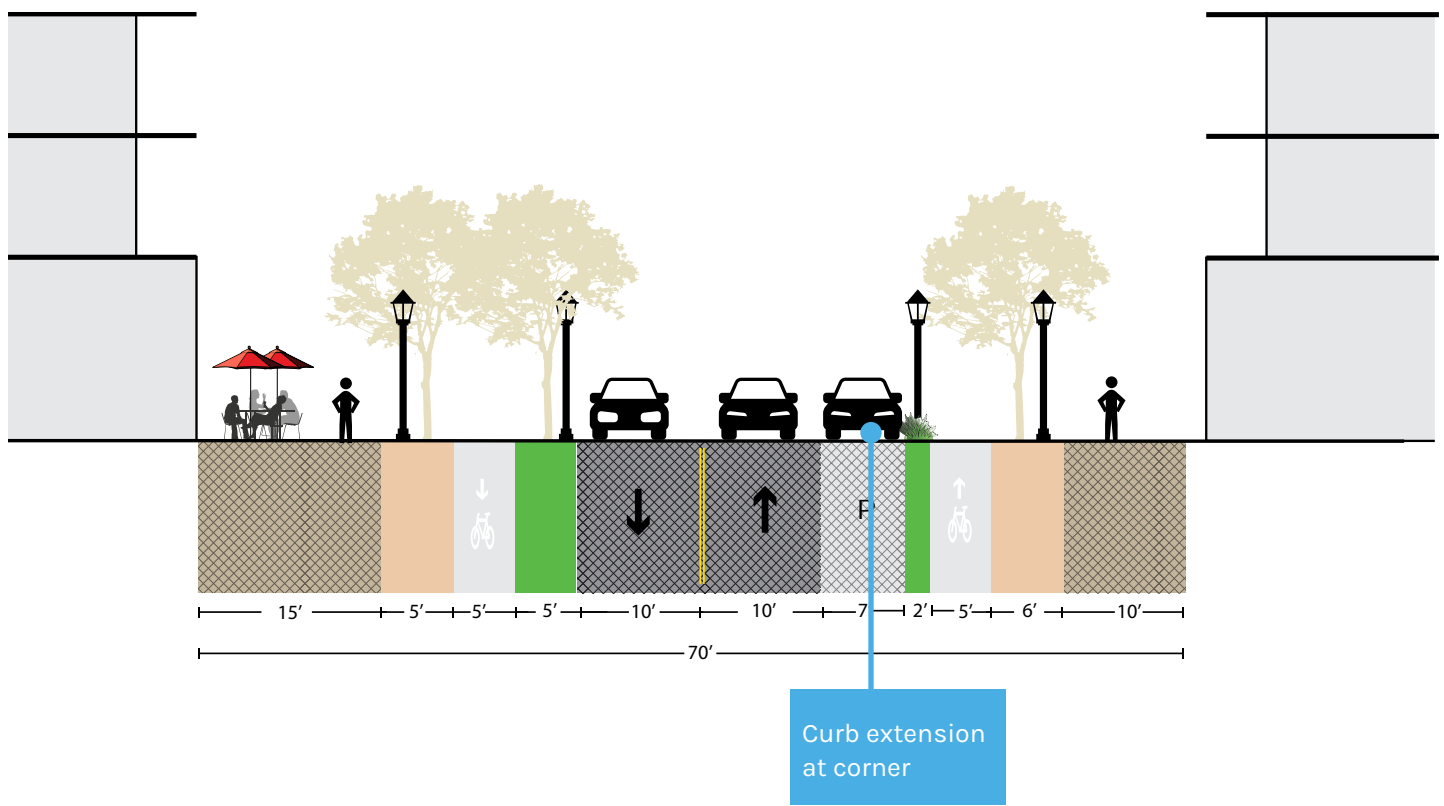 P
15’ 5’ 5’ 5’ 10’ 10’ 7 2’ 5’ 6’ 10’
70’
Curb extension
at corner